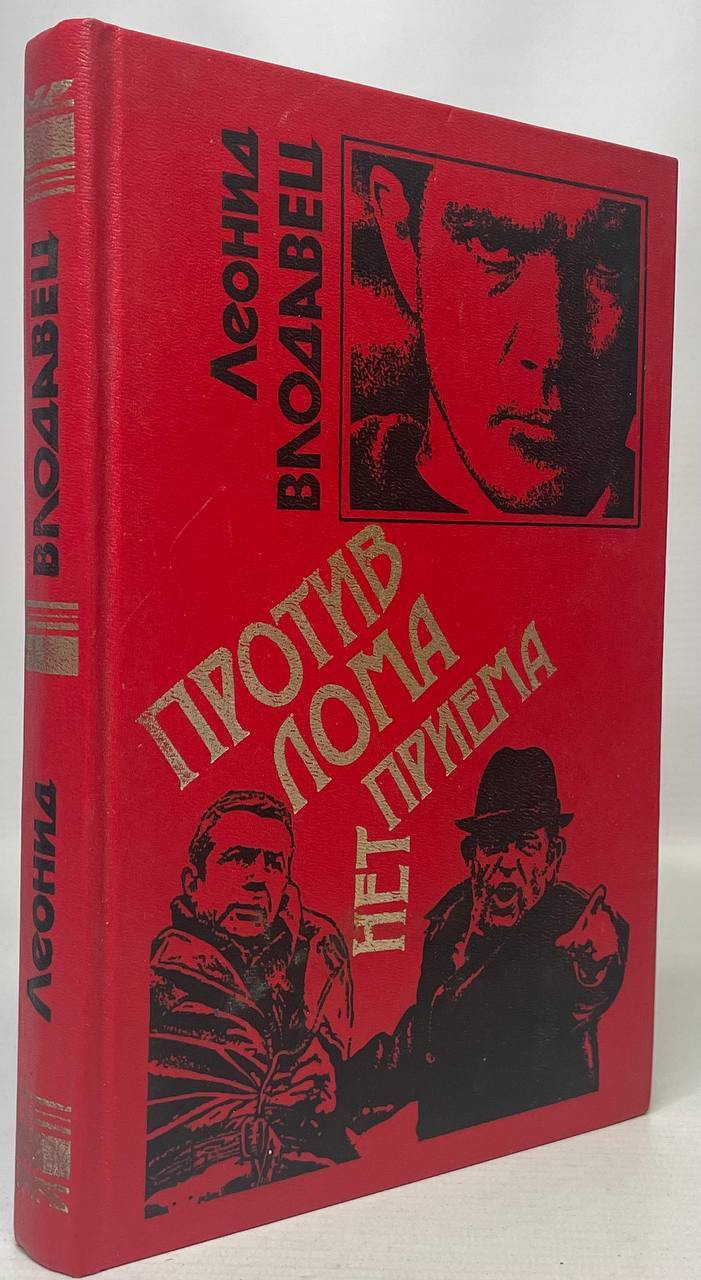 Леонид
ВЛОДАВЕЦ
ПРОТИВ
ЛОМА
НЕТ ПРИЕМА
Леонид ВЛОДАВЕЦ